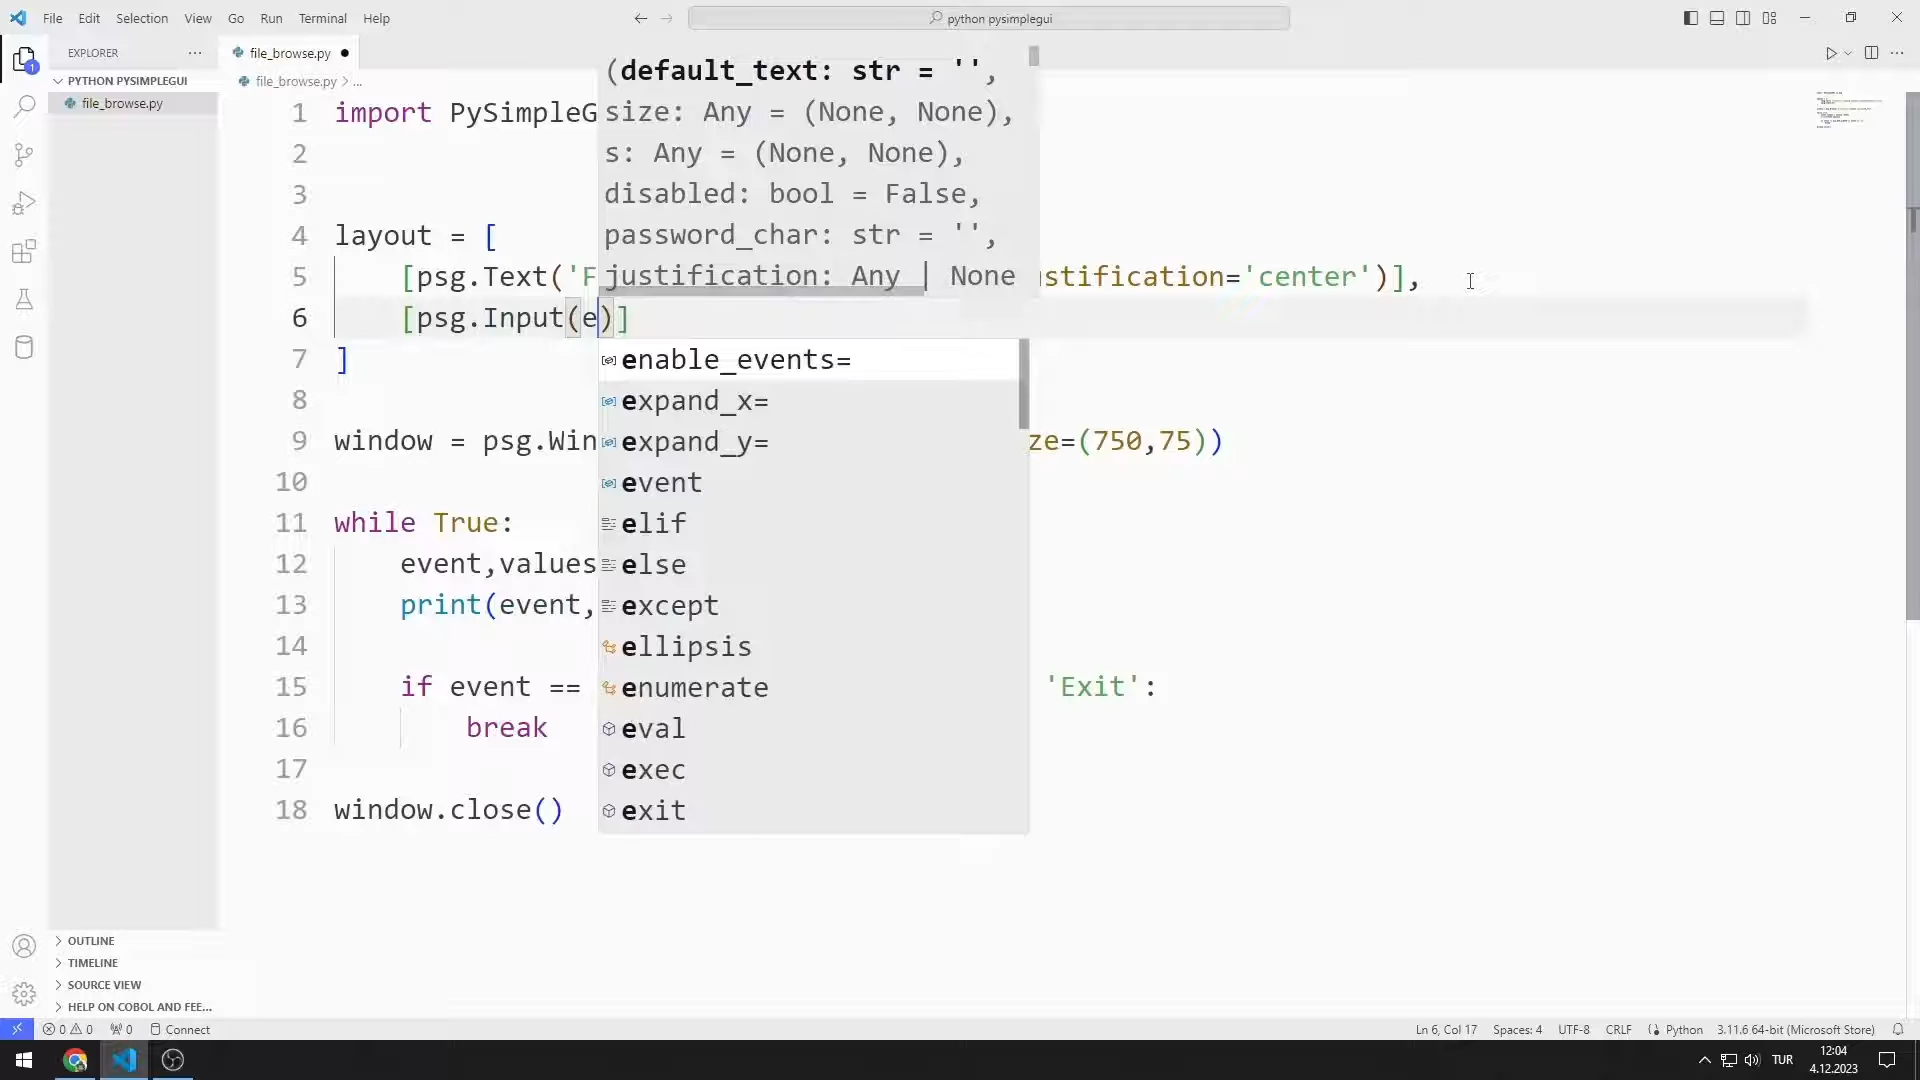 File Edit Selection View Go Run Terminal Help
python pysimplegui
EXPLORER
PYTHON PYSIMPLEGUI
file_browse.py
1
file_browse.py
file_browse.py > ...
1 import PySimpleG
2
3
4 layout = [
5 [psg.Text('F
stification='center')],
6 [psg.Input(e)]
7 ]
8
9 window = psg.Win
ze=(750,75))
10
11 while True:
12 event,values
13 print(event,
14
15 if event ==
'Exit':
16 break
17
18 window.close()
(default_text: str = '',
size: Any = (None, None),
s: Any = (None, None),
disabled: bool = False,
password_char: str = '',
justification: Any | None
enable_events=
expand_x=
expand_y=
event
elif
else
except
ellipsis
enumerate
eval
exec
exit
OUTLINE
TIMELINE
SOURCE VIEW
HELP ON COBOL AND FEE...
0 0 0 Connect
Ln 6, Col 17 Spaces: 4 UTF-8 CRLF Python 3.11.6 64-bit (Microsoft Store)
TUR
12:04
4.12.2023